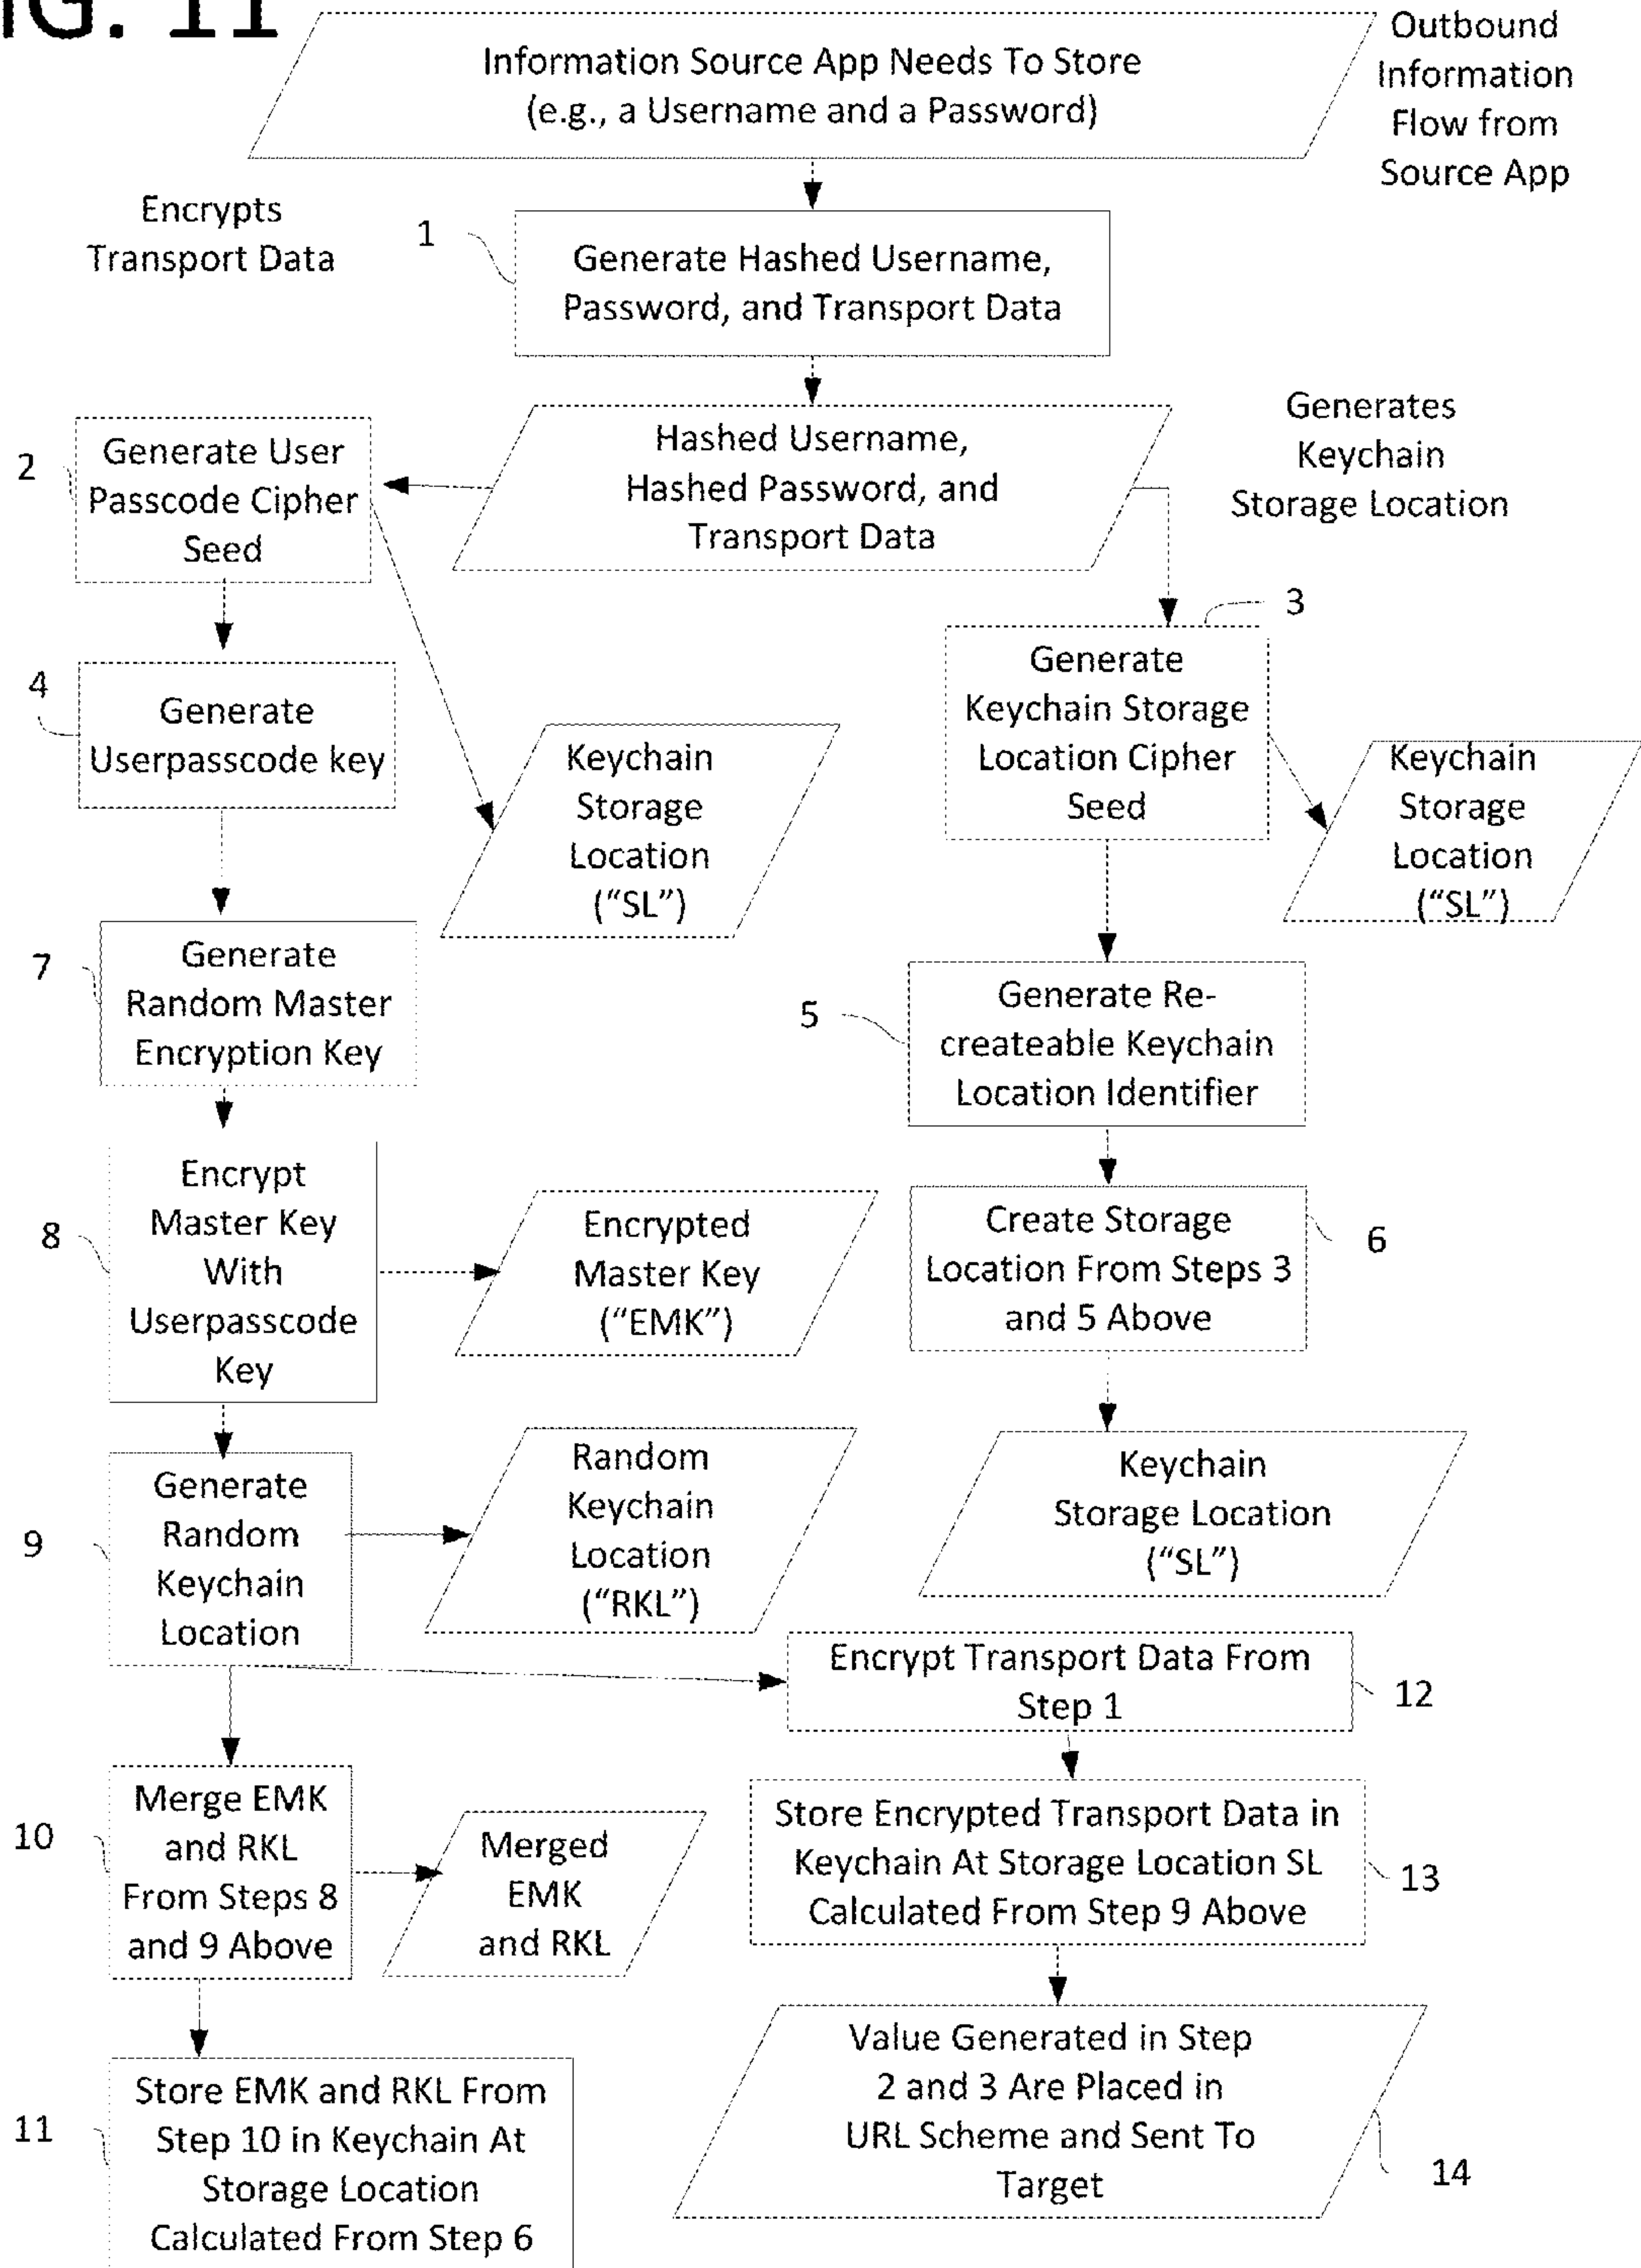 IG. 11
Information Source App Needs To Store
(e.g., a Username and a Password)
Outbound
Information
Flow from
Source App
Encrypts
Transport Data
1
Generate Hashed Username,
Password, and Transport Data
Generates
Keychain
Storage Location
2
Generate User
Passcode Cipher
Seed
Hashed Username,
Hashed Password, and
Transport Data
3
Generate
Keychain Storage
Location Cipher
Seed
4
Generate
Userpasscode key
Keychain
Storage
Location
(“SL”)
Keychain
Storage
Location
(“SL”)
7
Generate
Random Master
Encryption Key
5
Generate Re-
createable Keychain
Location Identifier
8
Encrypt
Master Key
With
Userpasscode
Key
Encrypted
Master Key
(“EMK”)
Create Storage
Location From Steps 3
and 5 Above
6
9
Generate
Random
Keychain
Location
Random
Keychain
Location
(“RKL”)
Keychain
Storage Location
(“SL”)
Encrypt Transport Data From
Step 1
12
10
Merge EMK
and RKL
From Steps 8
and 9 Above
Merged
EMK
and RKL
Store Encrypted Transport Data in
Keychain At Storage Location SL
Calculated From Step 9 Above
13
11
Store EMK and RKL From
Step 10 in Keychain At
Storage Location
Calculated From Step 6
Value Generated in Step
2 and 3 Are Placed in
URL Scheme and Sent To
Target
14